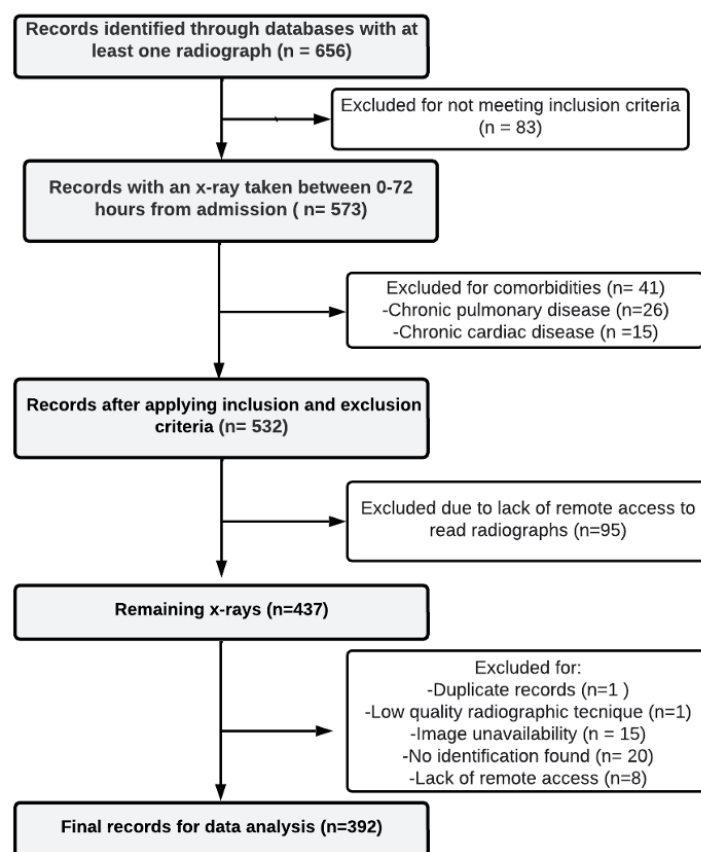 Records identified through databases with at
least one radiograph (n = 656)
Excluded for not meeting inclusion criteria
(n = 83)
Records with an x-ray taken between 0-72
hours from admission ( n= 573)
Excluded for comorbidities (n= 41)
-Chronic pulmonary disease (n=26)
-Chronic cardiac disease (n =15)
Records after applying inclusion and exclusion
criteria (n= 532)
Excluded due to lack of remote access to
read radiographs (n=95)
Remaining x-rays (n=437)
Excluded for:
-Duplicate records (n=1 )
-Low quality radiographic tecnique (n=1)
-Image unavailability (n = 15)
-No identification found (n= 20)
-Lack of remote access (n=8)
Final records for data analysis (n=392)